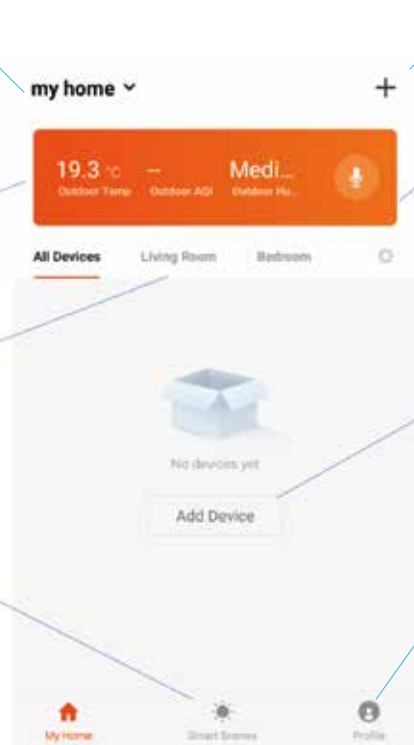 my home
+
19.3 °C -- Medi...
Outdoor Temp Outdoor AQI Outdoor Hu...
All Devices Living Room Bedroom
No devices yet
Add Device
My Home Smart Scenes Profile